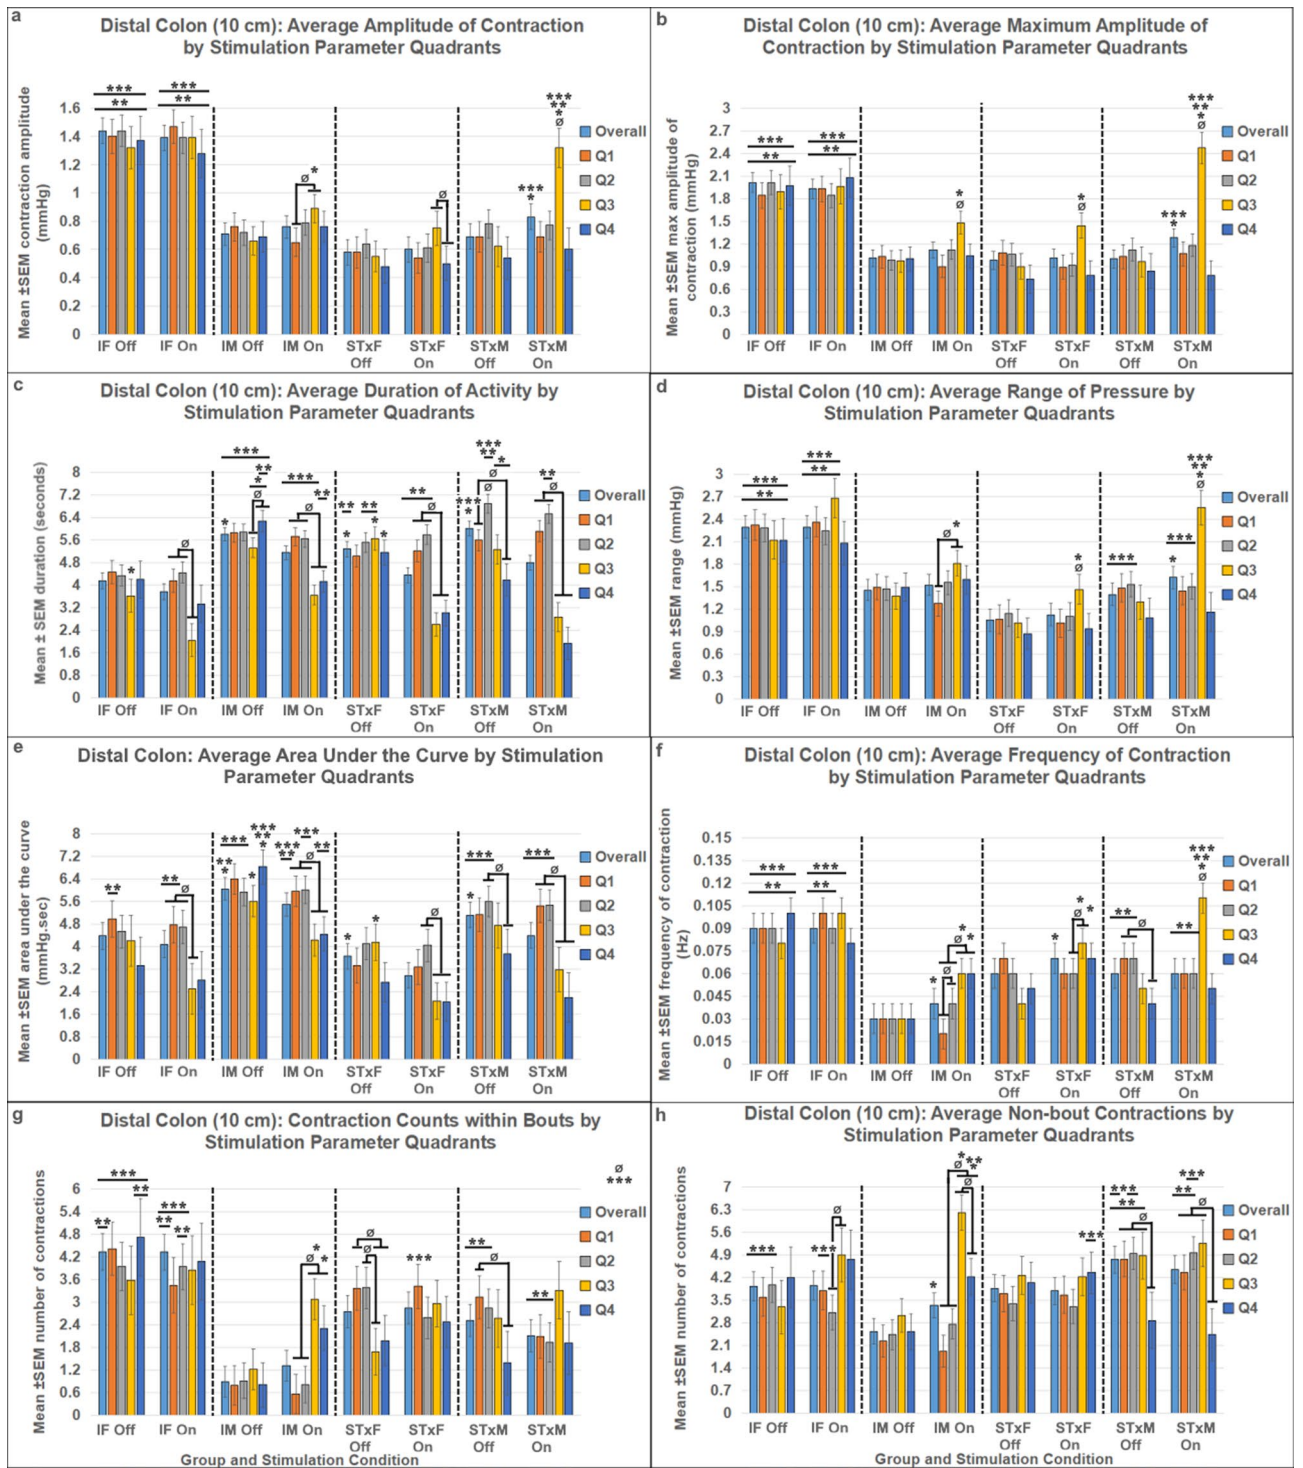 a
Distal Colon (10 cm): Average Amplitude of Contraction
by Stimulation Parameter Quadrants
Mean ±SEM contraction amplitude
(mmHg)
1.6
1.4
1.2
1
0.8
0.6
0.4
0.2
0
*** ** *** ** ø * ø *** * *** ** * ø
IF Off IF On IM Off IM On STxF Off STxF On STxM Off STxM On
Overall
Q1
Q2
Q3
Q4
b
Distal Colon (10 cm): Average Maximum Amplitude of
Contraction by Stimulation Parameter Quadrants
Mean ±SEM max amplitude of
contraction (mmHg)
3
2.7
2.4
2.1
1.8
1.5
1.2
0.9
0.6
0.3
0
*** ** *** ** * ø * ø *** * *** ** * ø
IF Off IF On IM Off IM On STxF Off STxF On STxM Off STxM On
Overall
Q1
Q2
Q3
Q4
c
Distal Colon (10 cm): Average Duration of Activity by
Stimulation Parameter Quadrants
Mean ± SEM duration (seconds)
8
7.2
6.4
5.6
4.8
4
3.2
2.4
1.6
0.8
0
IF Off IF On IM Off IM On STxF Off STxF On STxM Off STxM On
Overall
Q1
Q2
Q3
Q4
d
Distal Colon (10 cm): Average Range of Pressure by
Stimulation Parameter Quadrants
Mean ±SEM range (mmHg)
3
2.7
2.4
2.1
1.8
1.5
1.2
0.9
0.6
0.3
0
IF Off IF On IM Off IM On STxF Off STxF On STxM Off STxM On
Overall
Q1
Q2
Q3
Q4
e
Distal Colon: Average Area Under the Curve by Stimulation
Parameter Quadrants
Mean ±SEM area under the curve
(mmHg.sec)
8
7.2
6.4
5.6
4.8
4
3.2
2.4
1.6
0.8
0
IF Off IF On IM Off IM On STxF Off STxF On STxM Off STxM On
Overall
Q1
Q2
Q3
Q4
f
Distal Colon (10 cm): Average Frequency of Contraction
by Stimulation Parameter Quadrants
Mean ±SEM frequency of contraction
(Hz)
0.15
0.135
0.12
0.105
0.09
0.075
0.06
0.045
0.03
0.015
0
IF Off IF On IM Off IM On STxF Off STxF On STxM Off STxM On
Overall
Q1
Q2
Q3
Q4
g
Distal Colon (10 cm): Contraction Counts within Bouts by
Stimulation Parameter Quadrants
Mean ±SEM number of contractions
6
5.4
4.8
4.2
3.6
3
2.4
1.8
1.2
0.6
0
IF Off IF On IM Off IM On STxF Off STxF On STxM Off STxM On
Group and Stimulation Condition
ø
***
Overall
Q1
Q2
Q3
Q4
h
Distal Colon (10 cm): Average Non-bout Contractions by
Stimulation Parameter Quadrants
Mean ±SEM number of contractions
7
6.3
5.6
4.9
4.2
3.5
2.8
2.1
1.4
0.7
0
IF Off IF On IM Off IM On STxF Off STxF On STxM Off STxM On
Group and Stimulation Condition
Overall
Q1
Q2
Q3
Q4